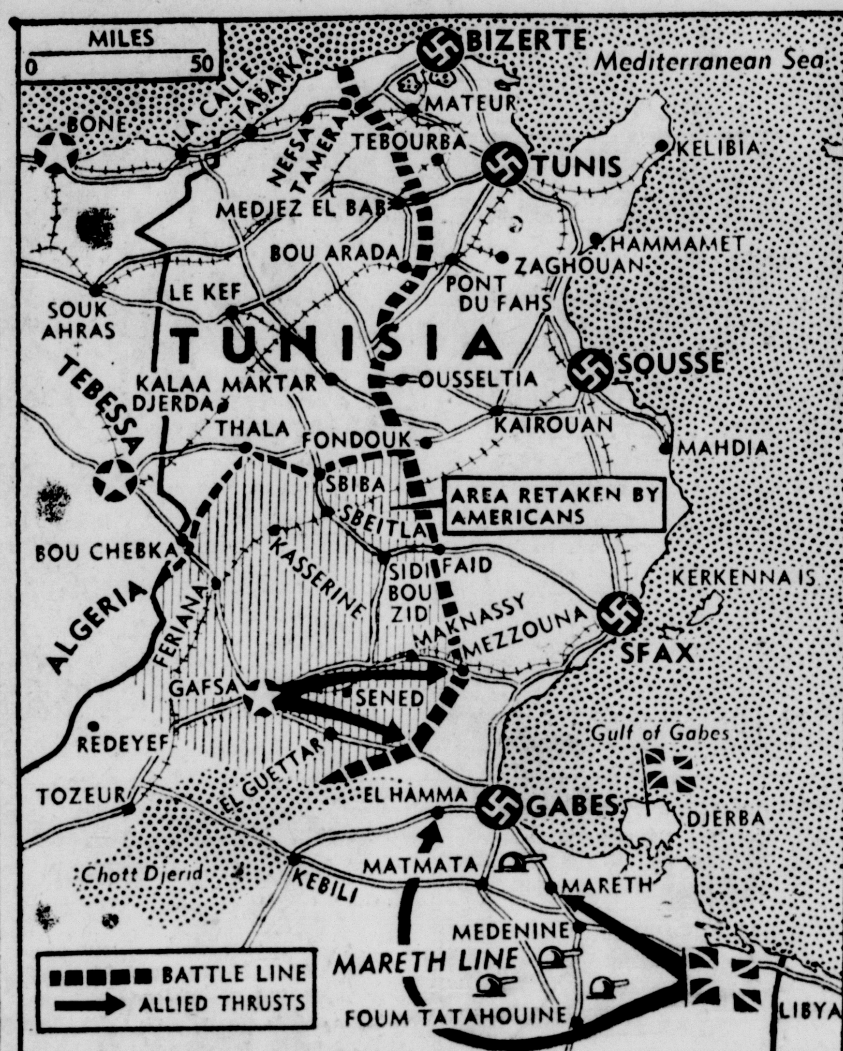 MILES
0 50
BIZERTE
Mediterranean Sea
LA CALLE
TABARKA
NEFSA
TAMERA
MATEUR
BONE
TEBOURBA
TUNIS
KELIBIA
MEDJEZ EL BAB
HAMMAMET
BOU ARADA
ZAGHOUAN
PONT
DU FAHS
SOUK
AHRAS
LE KEF
TUNISIA
SOUSSE
TEBESSA
KALAA
DJERDA
MAKTAR
OUSSELTIA
KAIROUAN
THALA
FONDOUK
MAHDIA
SBIBA
AREA RETAKEN BY
AMERICANS
SBEITLA
BOU CHEBKA
KASSERINE
SIDI
BOU
ZID
FAID
KERKENNA IS
ALGERIA
FERIANA
MAKNASSY
MEZZOUNA
SFAX
GAFSA
SENED
REDEYEF
Gulf of Gabes
EL GUETTAR
TOZEUR
EL HAMMA
GABES
DJERBA
Chott Djerid
KEBILI
MATMATA
MARETH
MEDENINE
MARETH LINE
BATTLE LINE
ALLIED THRUSTS
FOUM TATAHOUINE
LIBYA